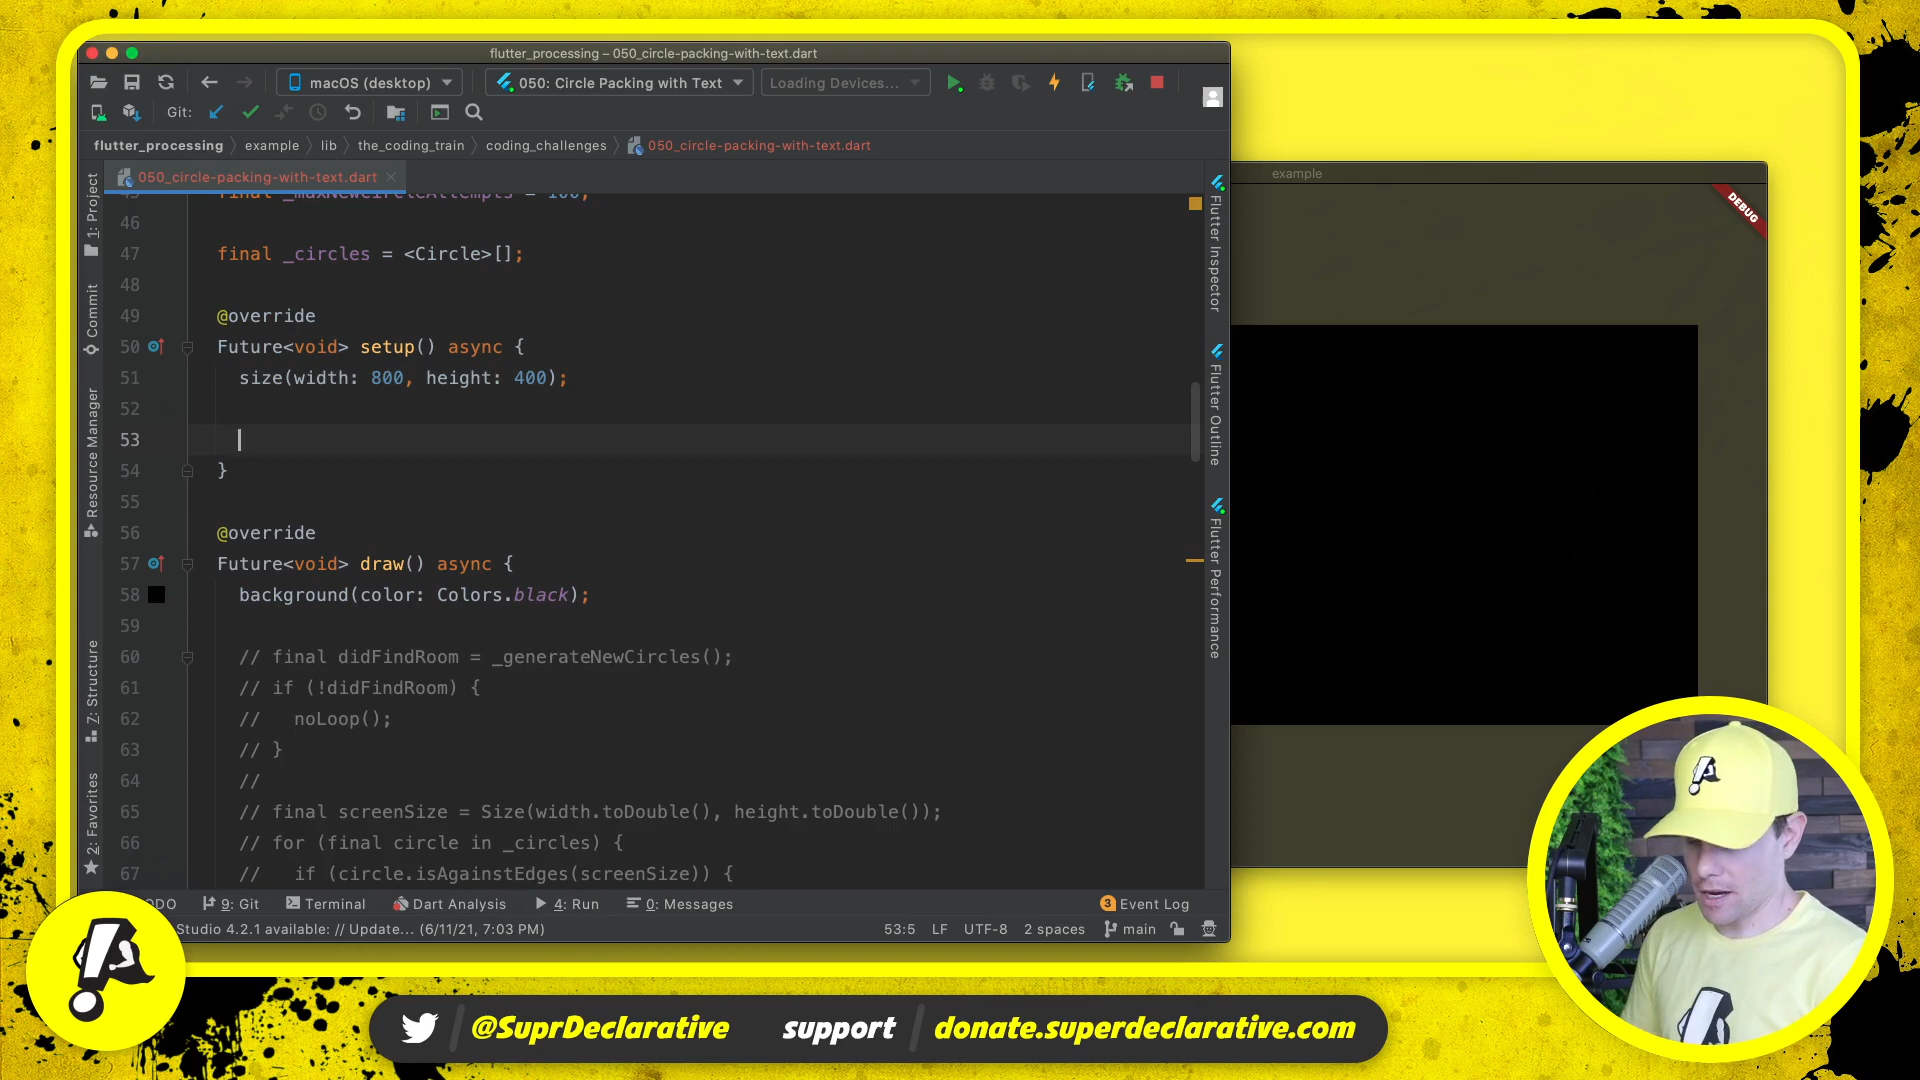 flutter_processing – 050_circle-packing-with-text.dart
macOS (desktop)
050: Circle Packing with Text
Loading Devices...
Git:
flutter_processing
example
lib
the_coding_train
coding_challenges
050_circle-packing-with-text.dart
050_circle-packing-with-text.dart
1: Project
Commit
Resource Manager
7: Structure
2: Favorites
46
47 final _circles = <Circle>[];
48
49 @override
50 Future<void> setup() async {
51 size(width: 800, height: 400);
52
53
54 }
55
56 @override
57 Future<void> draw() async {
58 background(color: Colors.black);
59
60 // final didFindRoom = _generateNewCircles();
61 // if (!didFindRoom) {
62 //   noLoop();
63 // }
64 //
65 // final screenSize = Size(width.toDouble(), height.toDouble());
66 // for (final circle in _circles) {
67 //   if (circle.isAgainstEdges(screenSize)) {
Flutter Inspector
Flutter Outline
Flutter Performance
ODO
9: Git
Terminal
Dart Analysis
4: Run
0: Messages
3 Event Log
Studio 4.2.1 available: // Update... (6/11/21, 7:03 PM)
53:5
LF
UTF-8
2 spaces
main
example
DEBUG
@SuprDeclarative
support
donate.superdeclarative.com